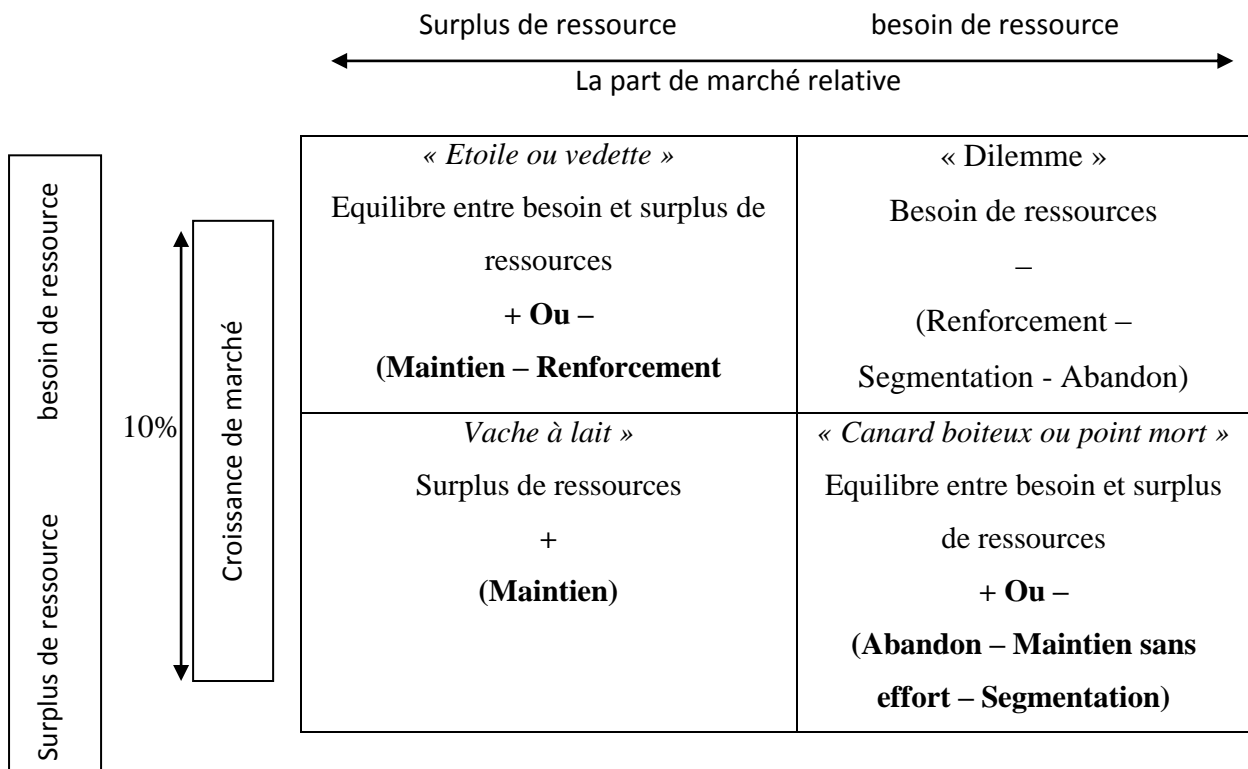 Surplus de ressource besoin de ressource
La part de marché relative
besoin de ressource
Surplus de ressource
10%
Croissance de marché
« Etoile ou vedette »
Equilibre entre besoin et surplus de
ressources
+ Ou –
(Maintien – Renforcement
« Dilemme »
Besoin de ressources
–
(Renforcement –
Segmentation - Abandon)
Vache à lait »
Surplus de ressources
+
(Maintien)
« Canard boiteux ou point mort »
Equilibre entre besoin et surplus
de ressources
+ Ou –
(Abandon – Maintien sans
effort – Segmentation)